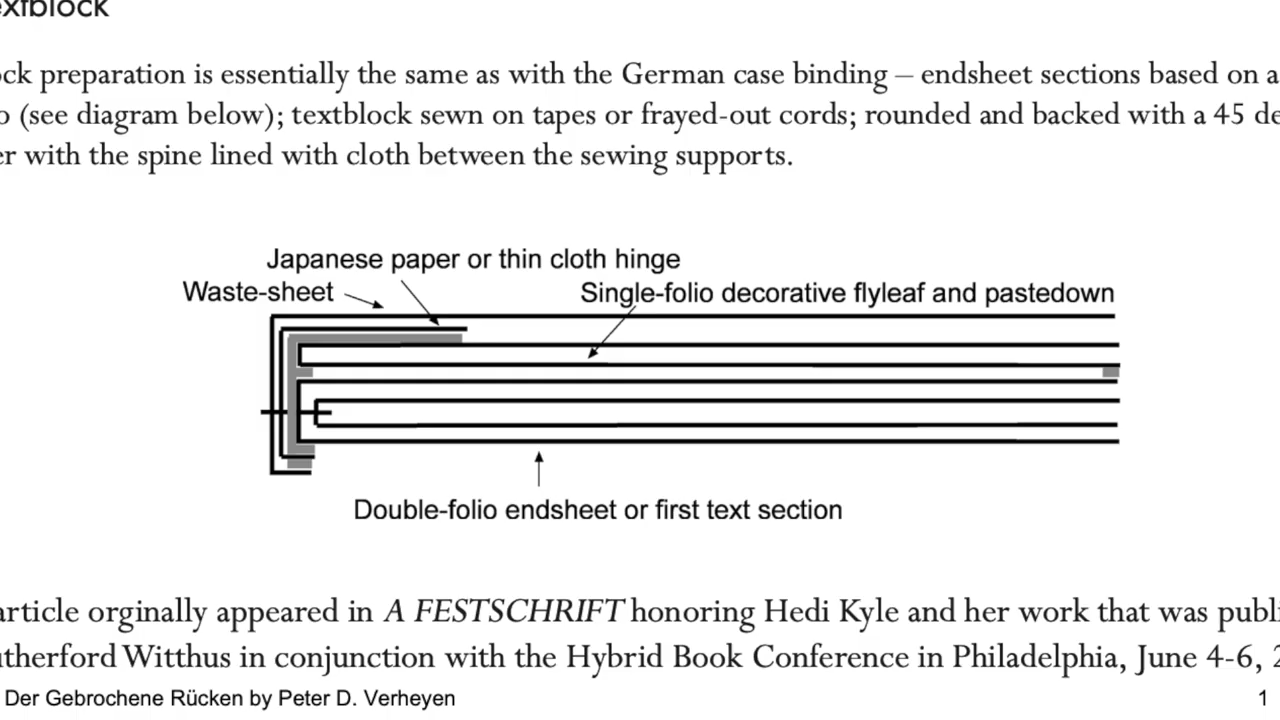 extblock
ock preparation is essentially the same as with the German case binding – endsheet sections based on a
o (see diagram below); textblock sewn on tapes or frayed-out cords; rounded and backed with a 45 de
er with the spine lined with cloth between the sewing supports.
Japanese paper or thin cloth hinge
Waste-sheet
Single-folio decorative flyleaf and pastedown
Double-folio endsheet or first text section
article orginally appeared in A FESTSCHRIFT honoring Hedi Kyle and her work that was publi
utherford Witthus in conjunction with the Hybrid Book Conference in Philadelphia, June 4-6, 2
Der Gebrochene Rücken by Peter D. Verheyen
1